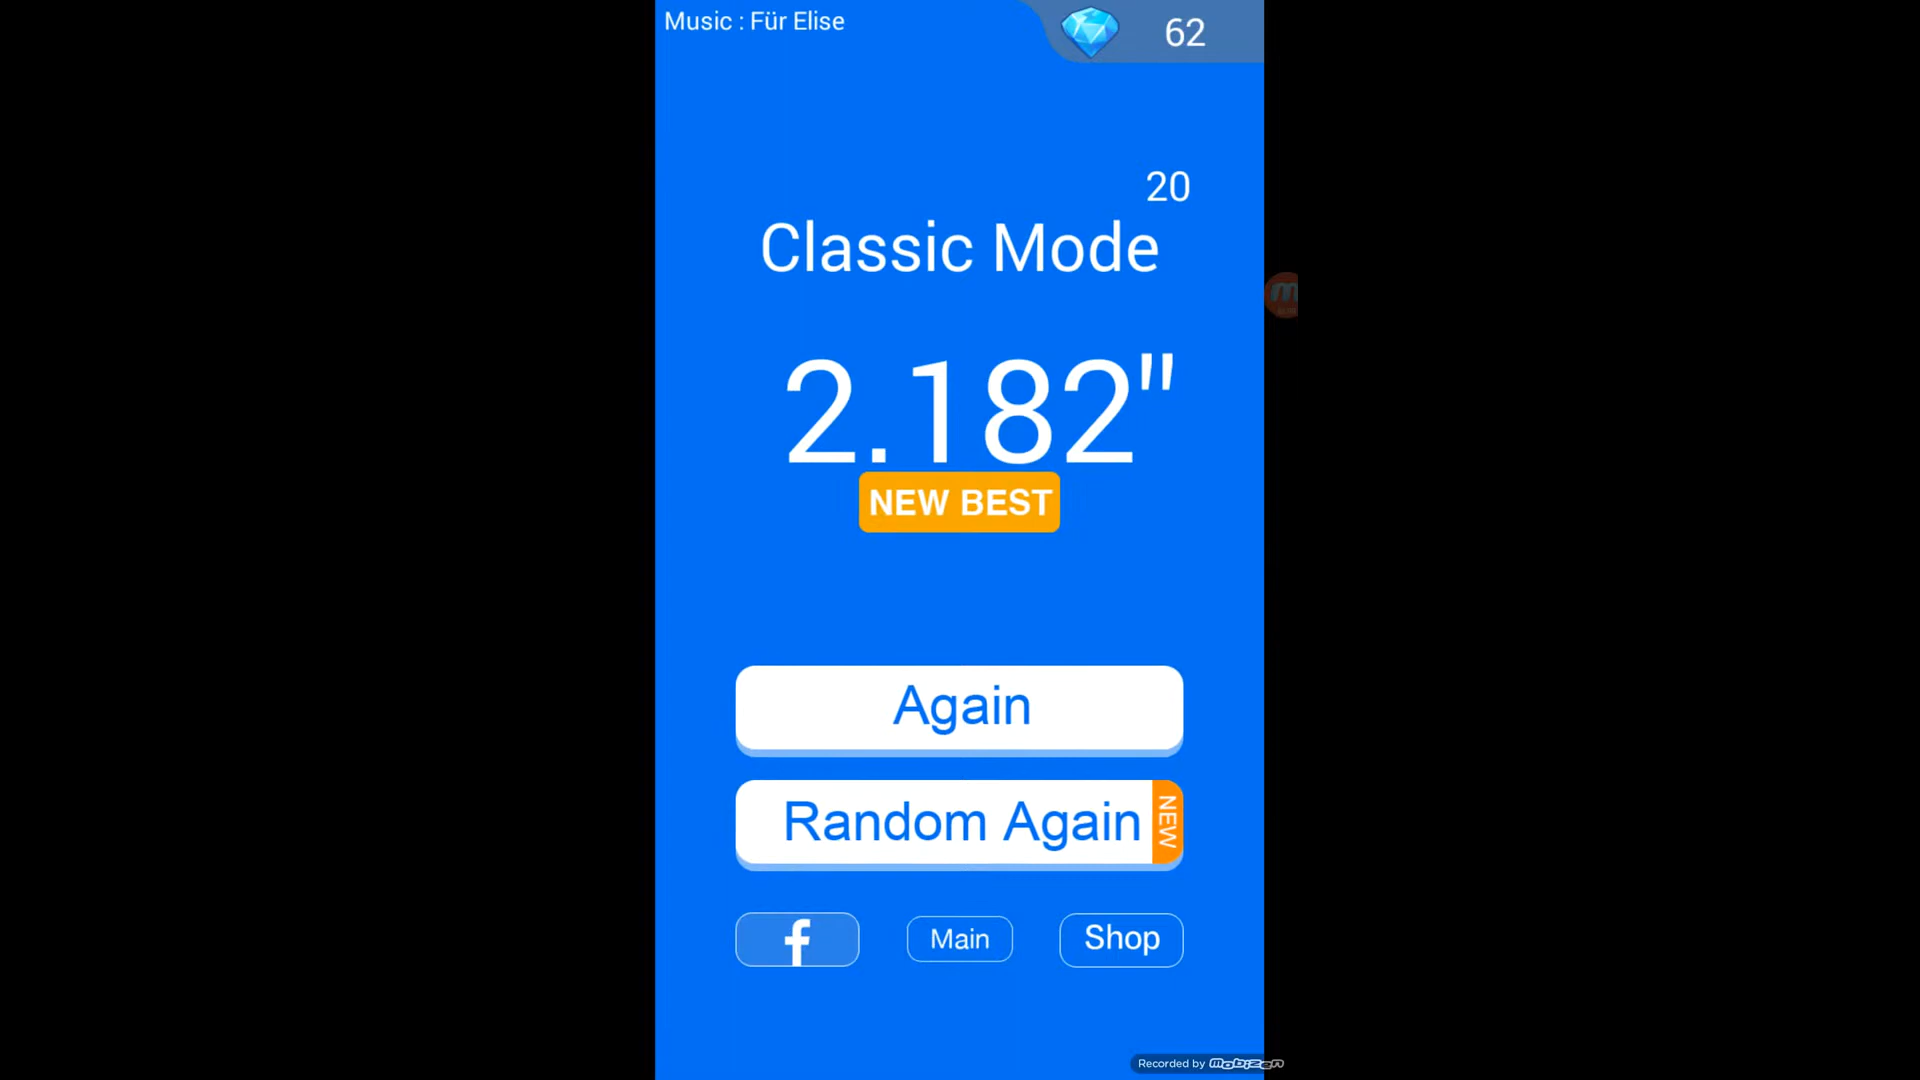 Music : Für Elise
62
20
Classic Mode
2.182"
NEW BEST
Again
Random Again
NEW
f
Main
Shop
Recorded by mobizen